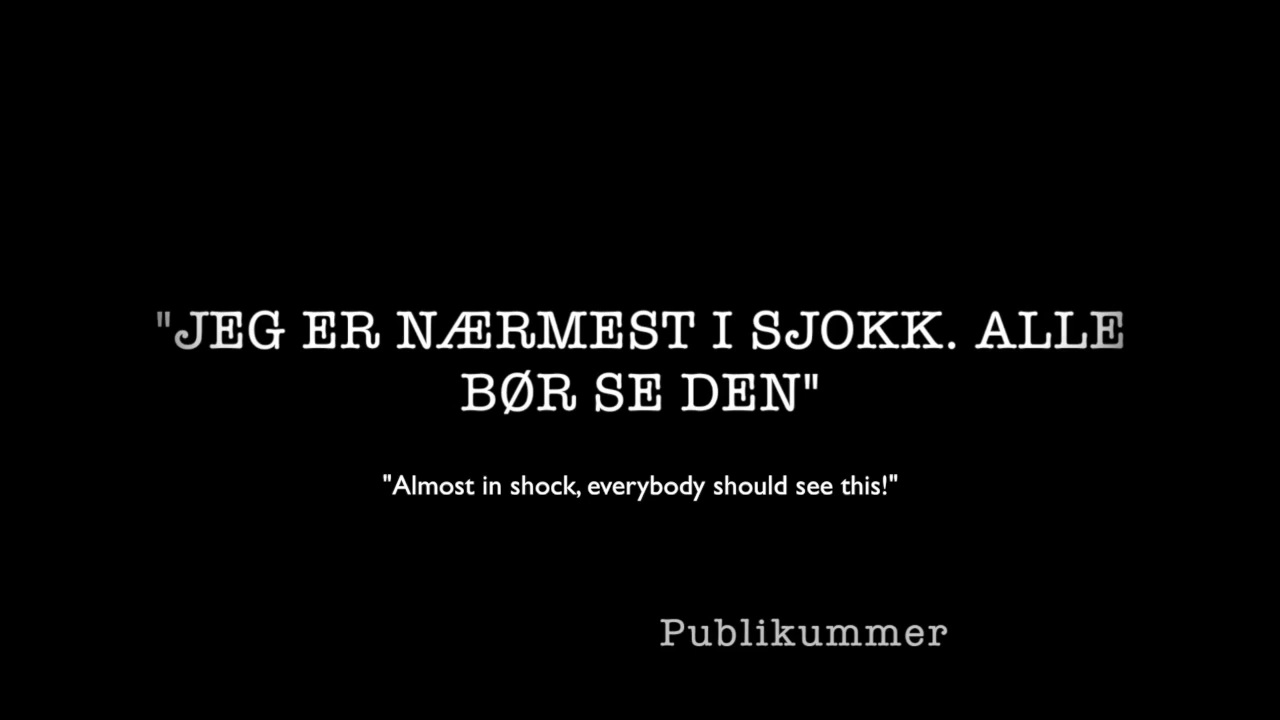 "JEG ER NÆRMEST I SJOKK. ALLE
BØR SE DEN"
"Almost in shock, everybody should see this!"
Publikummer